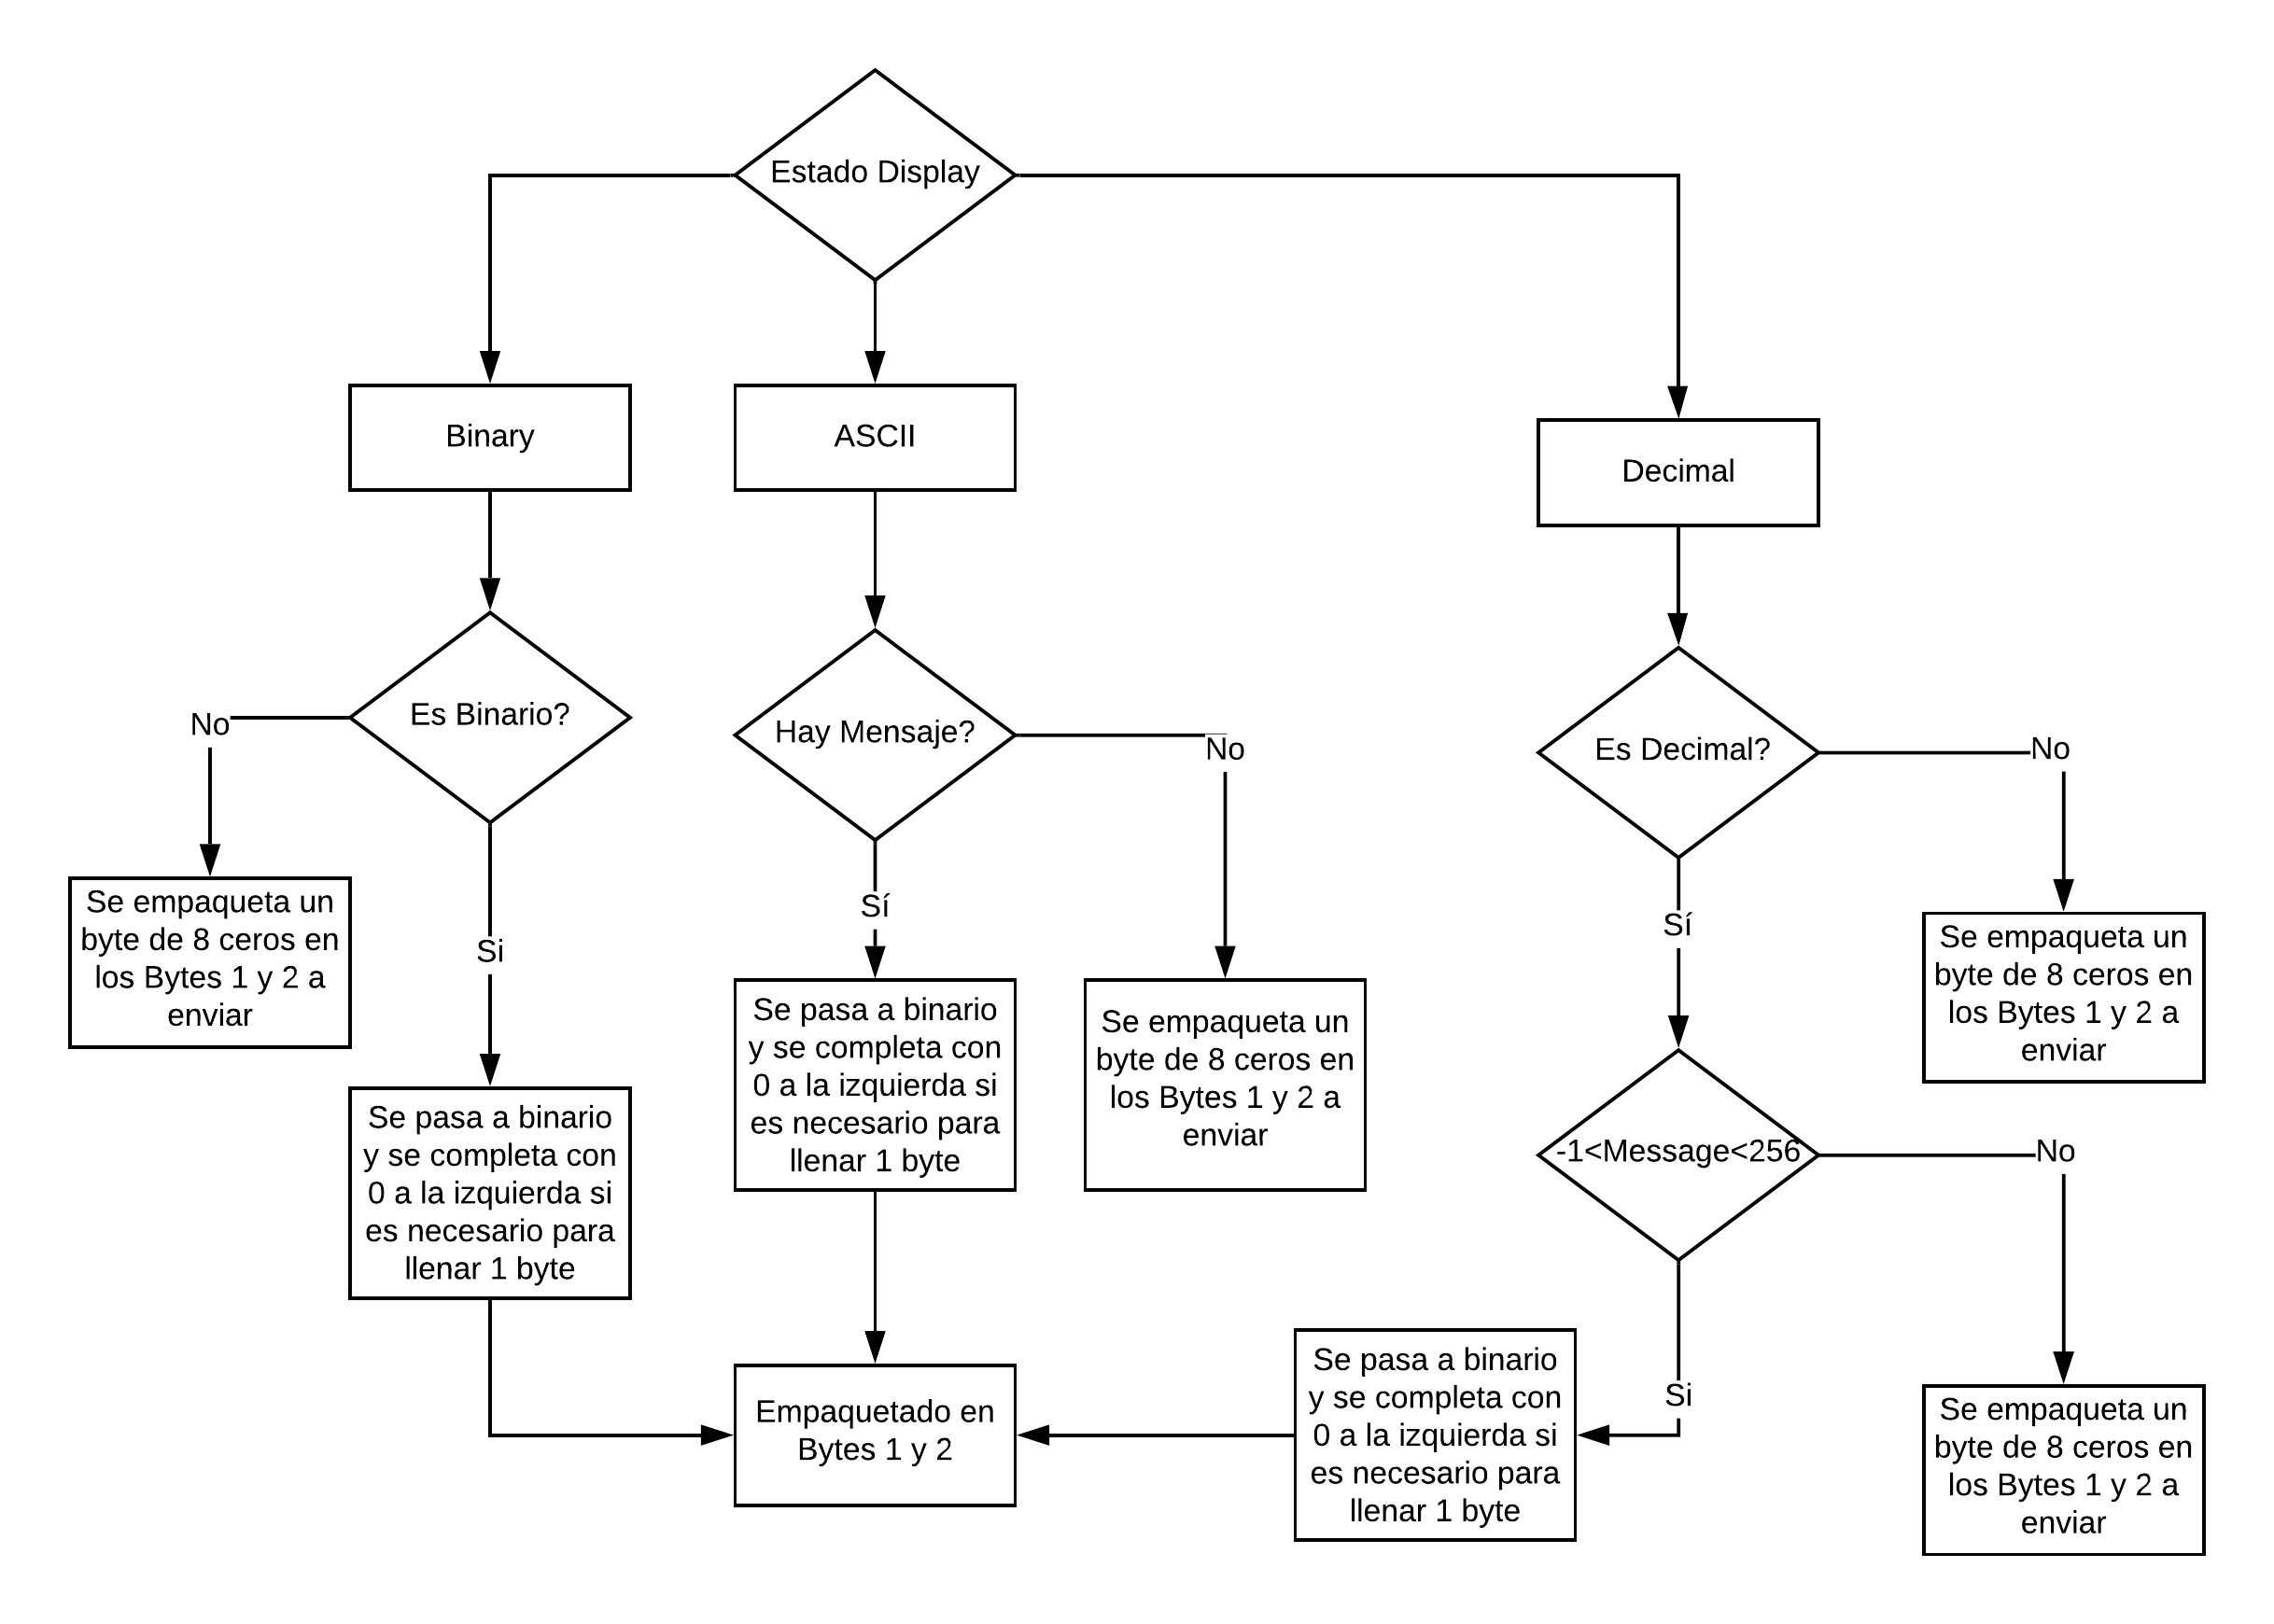 Estado Display
Binary
ASCII
Decimal
Es Binario?
No
Hay Mensaje?
No
Es Decimal?
No
Se empaqueta un
byte de 8 ceros en
los Bytes 1 y 2 a
enviar
Si
Sí
Sí
Se pasa a binario
y se completa con
0 a la izquierda si
es necesario para
llenar 1 byte
Se pasa a binario
y se completa con
0 a la izquierda si
es necesario para
llenar 1 byte
Se empaqueta un
byte de 8 ceros en
los Bytes 1 y 2 a
enviar
Se empaqueta un
byte de 8 ceros en
los Bytes 1 y 2 a
enviar
-1<Message<256
No
Si
Empaquetado en
Bytes 1 y 2
Se pasa a binario
y se completa con
0 a la izquierda si
es necesario para
llenar 1 byte
Se empaqueta un
byte de 8 ceros en
los Bytes 1 y 2 a
enviar